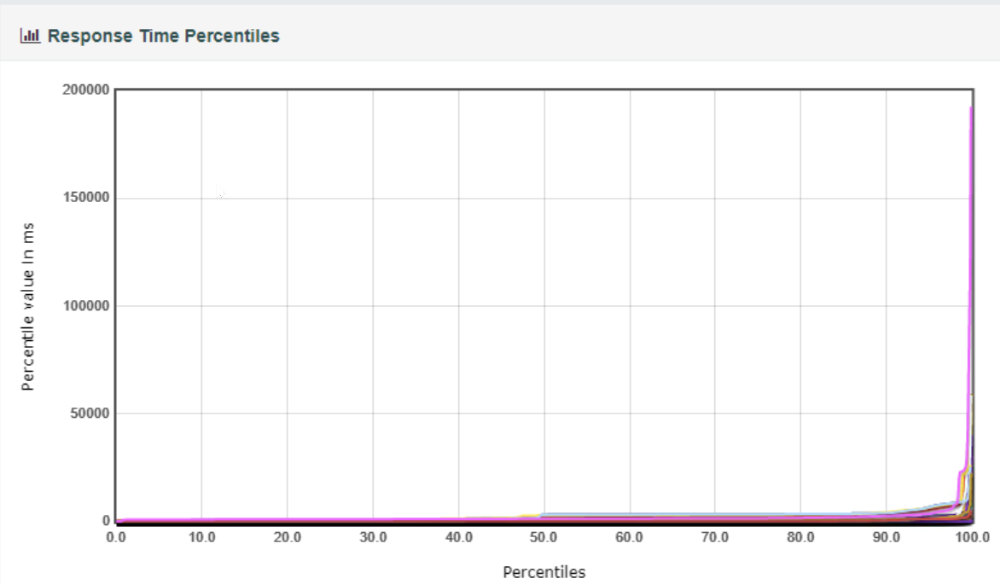 Response Time Percentiles
200000
150000
100000
50000
0
Percentile value in ms
0.0 10.0 20.0 30.0 40.0 50.0 60.0 70.0 80.0 90.0 100.0
Percentiles